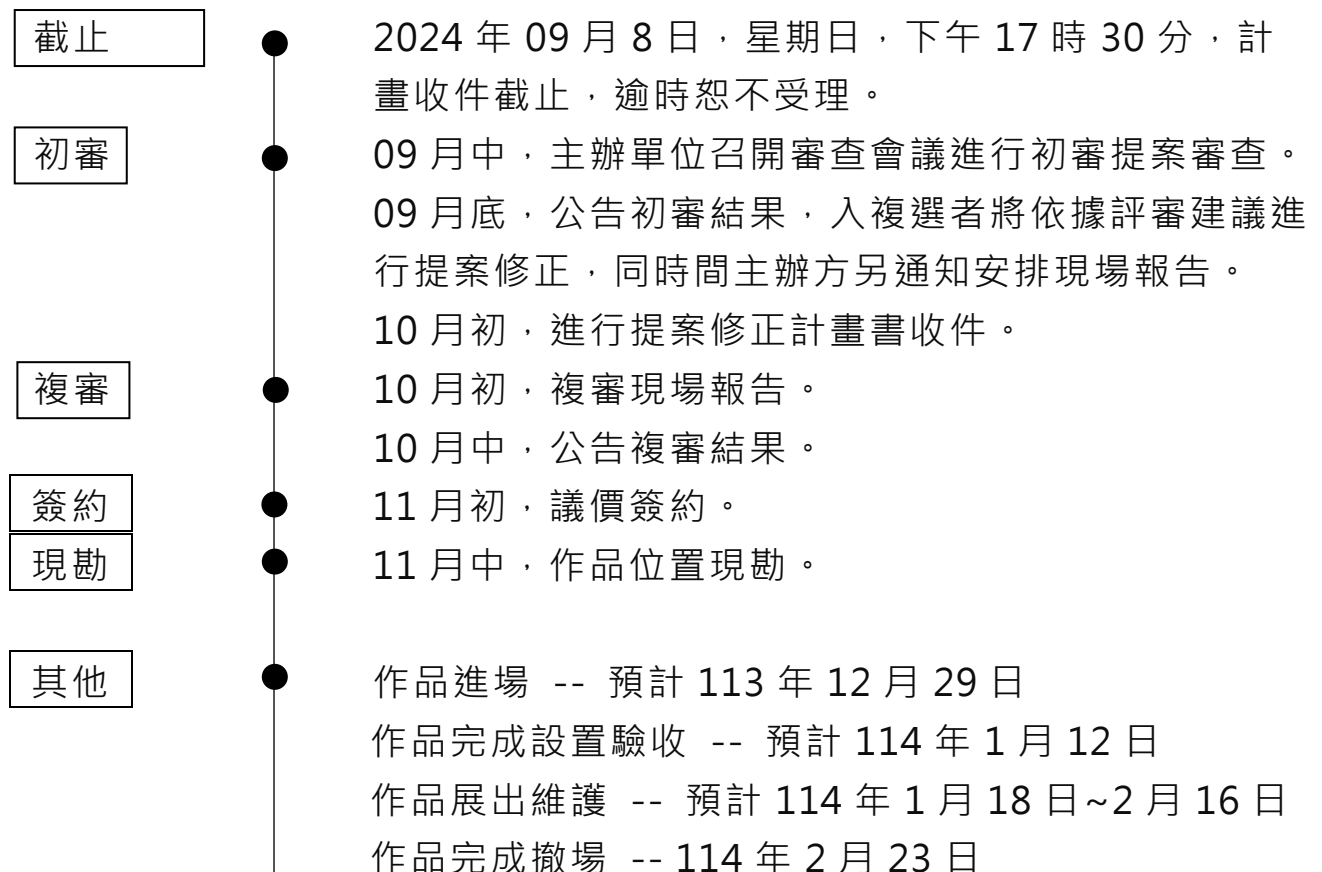 截止
2024 年 09 月 8 日，星期日，下午 17 時 30 分，計
畫收件截止，逾時恕不受理。
初審
09 月中，主辦單位召開審查會議進行初審提案審查。
09 月底，公告初審結果，入複選者將依據評審建議進
行提案修正，同時間主辦方另通知安排現場報告。
10 月初，進行提案修正計畫書收件。
複審
10 月初，複審現場報告。
10 月中，公告複審結果。
簽約
11 月初，議價簽約。
現勘
11 月中，作品位置現勘。
其他
作品進場 -- 預計 113 年 12 月 29 日
作品完成設置驗收 -- 預計 114 年 1 月 12 日
作品展出維護 -- 預計 114 年 1 月 18 日~2 月 16 日
作品完成撤場 -- 114 年 2 月 23 日